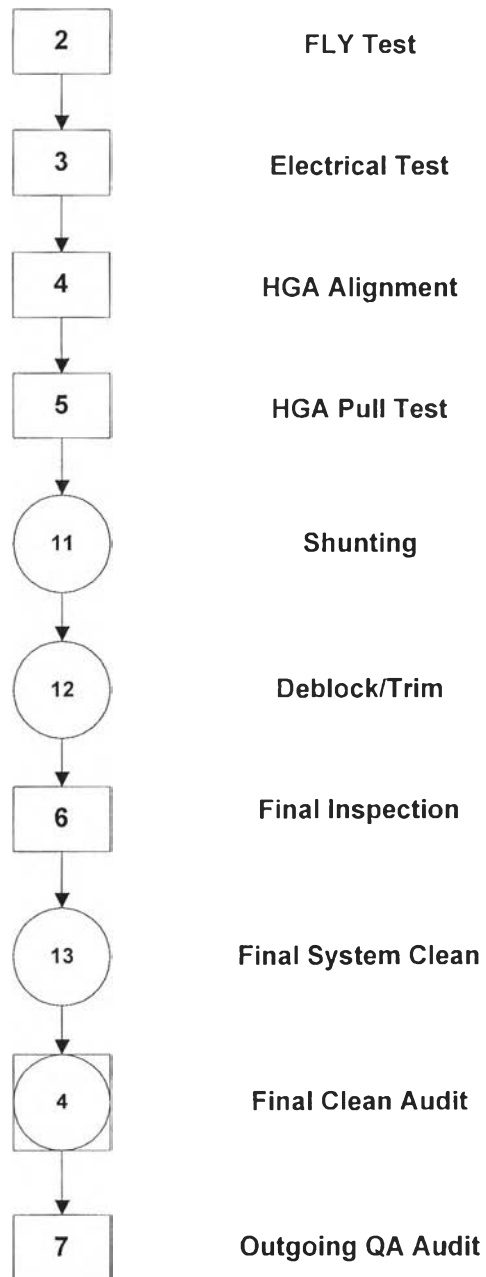 2 FLY Test
3 Electrical Test
4 HGA Alignment
5 HGA Pull Test
11 Shunting
12 Deblock/Trim
6 Final Inspection
13 Final System Clean
4 Final Clean Audit
7 Outgoing QA Audit